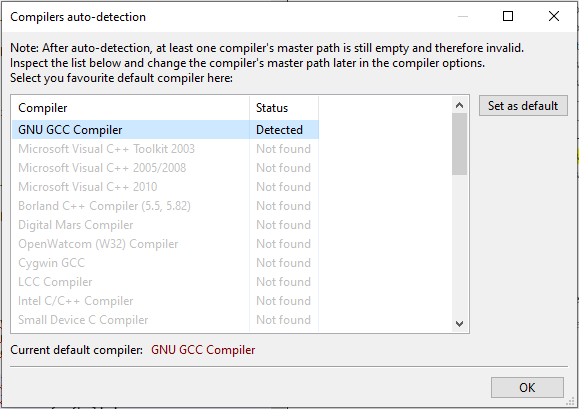 Compilers auto-detection
Note: After auto-detection, at least one compiler's master path is still empty and therefore invalid.
Inspect the list below and change the compiler's master path later in the compiler options.
Select you favourite default compiler here:
Compiler Status
Set as default
GNU GCC Compiler Detected
Microsoft Visual C++ Toolkit 2003 Not found
Microsoft Visual C++ 2005/2008 Not found
Microsoft Visual C++ 2010 Not found
Borland C++ Compiler (5.5, 5.82) Not found
Digital Mars Compiler Not found
OpenWatcom (W32) Compiler Not found
Cygwin GCC Not found
LCC Compiler Not found
Intel C/C++ Compiler Not found
Small Device C Compiler Not found
Current default compiler: GNU GCC Compiler
OK